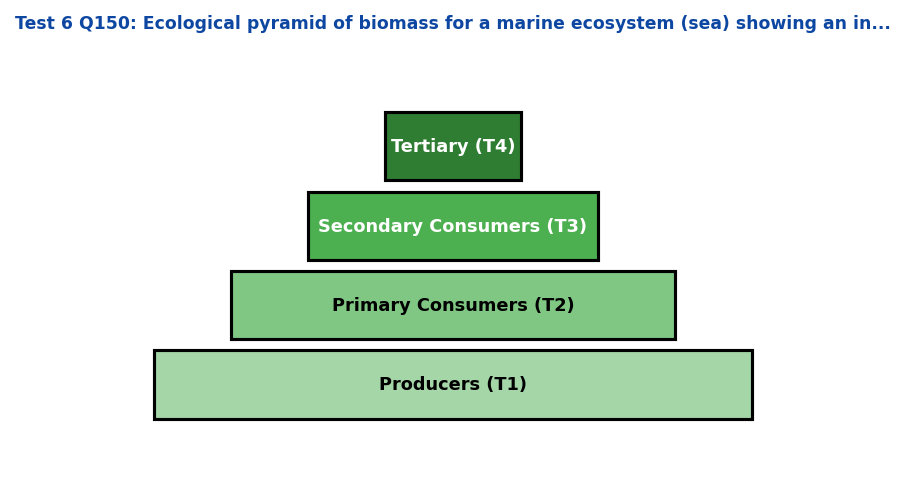 Test 6 Q150: Ecological pyramid of biomass for a marine ecosystem (sea) showing an in...
Tertiary (T4)
Secondary Consumers (T3)
Primary Consumers (T2)
Producers (T1)